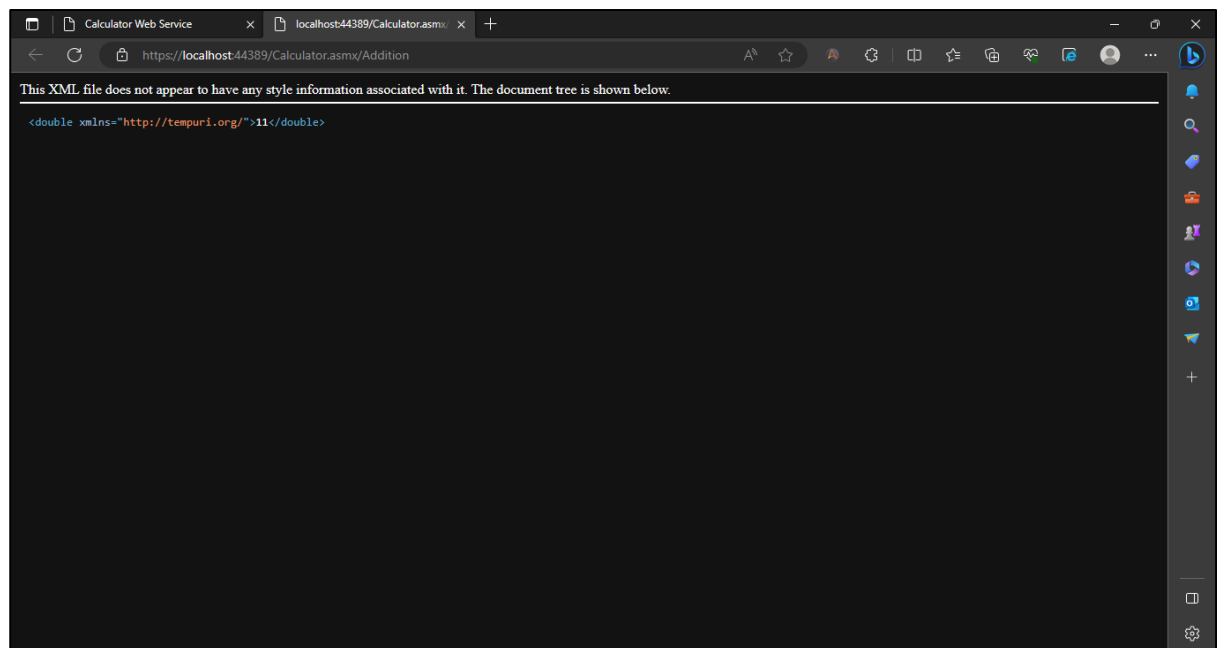 Calculator Web Service
localhost:44389/Calculator.asmx/
https://localhost:44389/Calculator.asmx/Addition
This XML file does not appear to have any style information associated with it. The document tree is shown below.
<double xmlns="http://tempuri.org/">11</double>